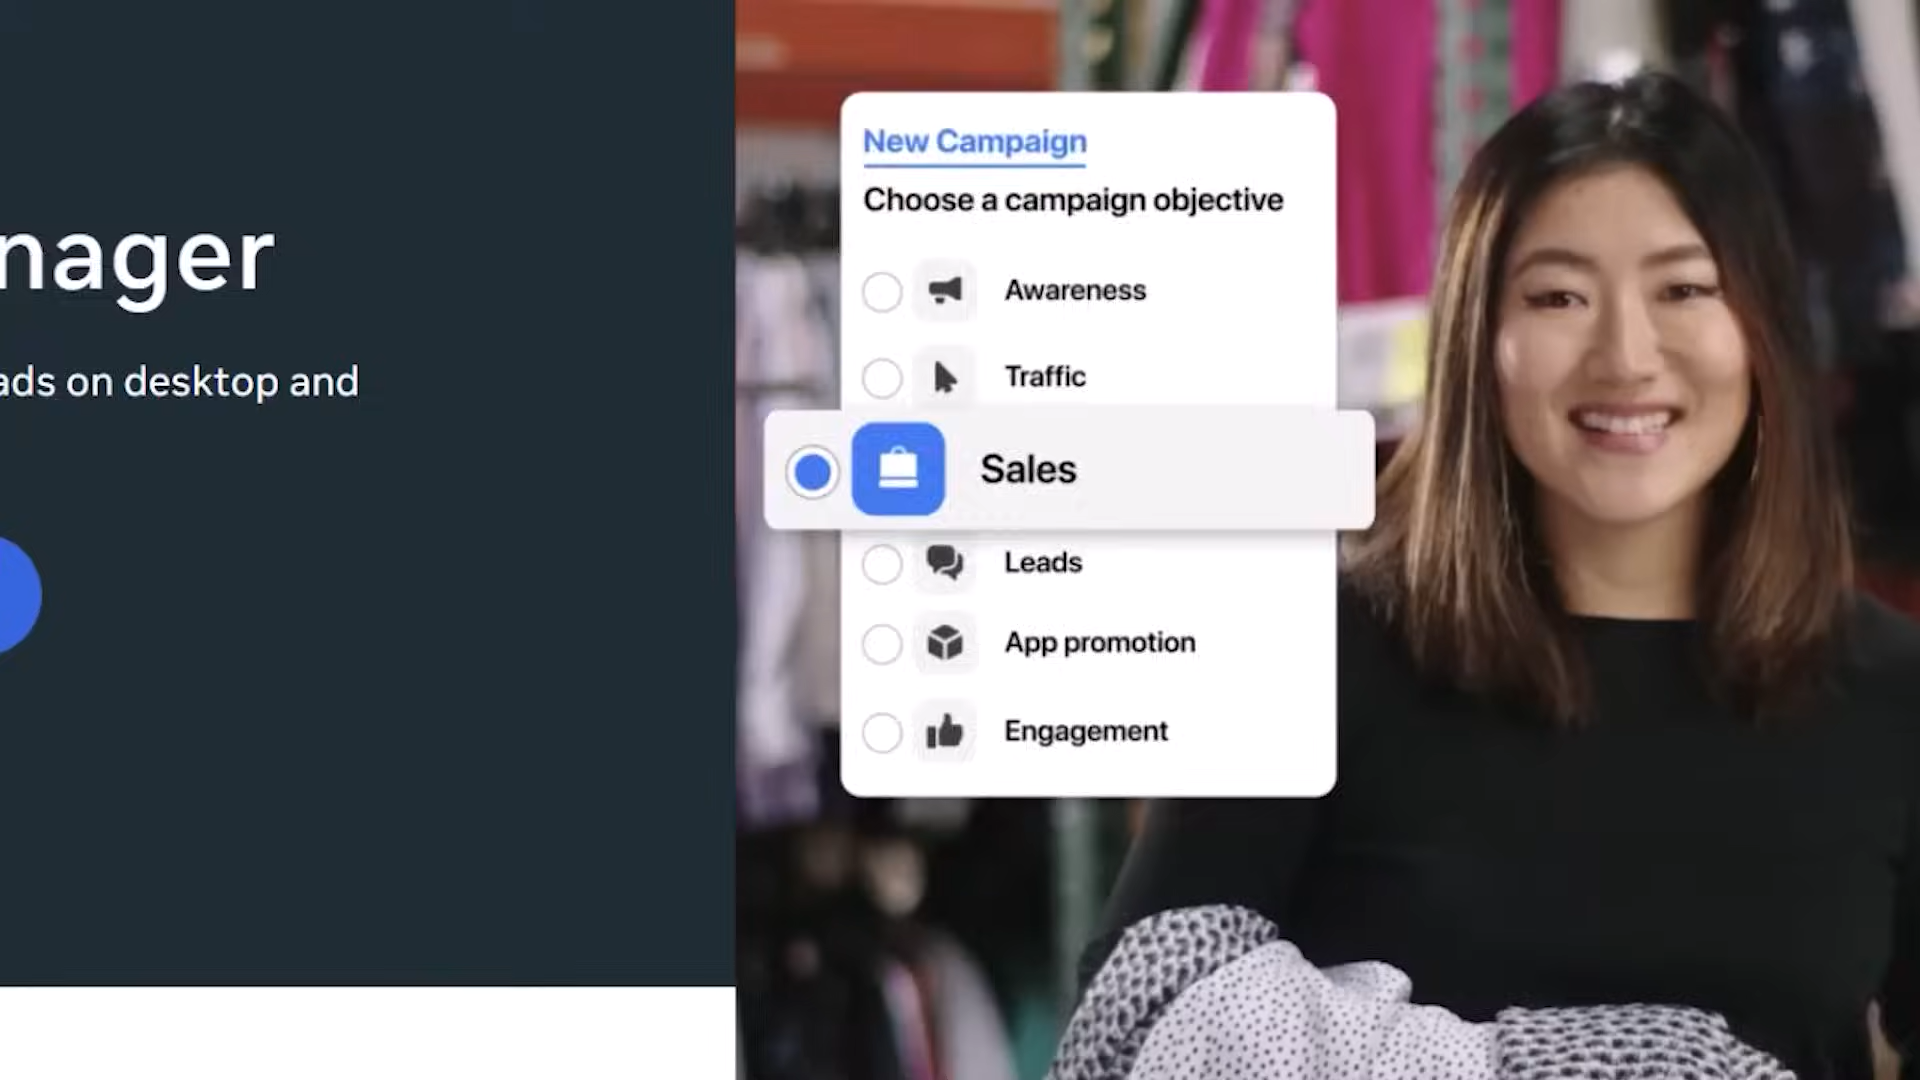 nager
ads on desktop and
New Campaign
Choose a campaign objective
Awareness
Traffic
Sales
Leads
App promotion
Engagement